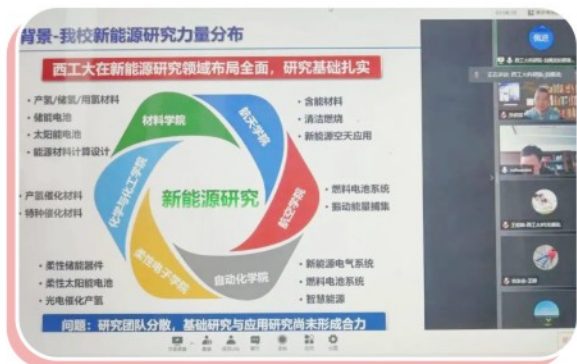 背景-我校新能源研究力量分布
西工大在新能源研究领域布局全面，研究基础扎实
• 产氢/储氢/用氢材料
• 储能电池
• 太阳能电池
• 能源材料计算设计
材料学院
航天学院
• 含能材料
• 清洁燃烧
• 新能源空天应用
• 产氢催化材料
• 特种催化材料
化学与化工学院
新能源研究
航空学院
• 燃料电池系统
• 振动能量捕集
• 柔性储能器件
• 柔性太阳能电池
• 光电催化产氢
柔性电子学院
自动化学院
• 新能源电气系统
• 燃料电池系统
• 智慧能源
问题：研究团队分散，基础研究与应用研究尚未形成合力